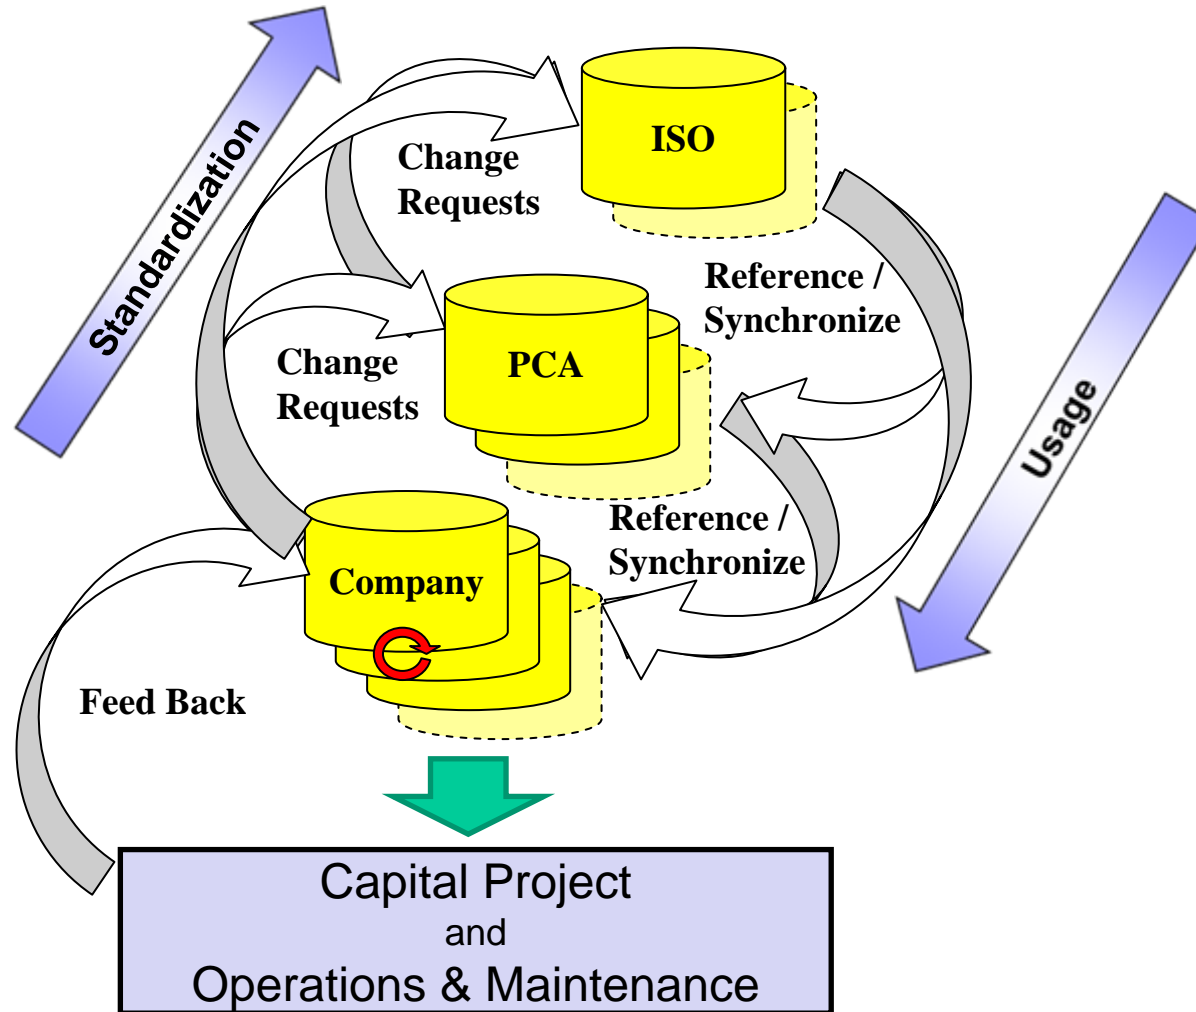 Standardization
ISO
Change
Requests
Reference /
Synchronize
PCA
Change
Requests
Usage
Reference /
Synchronize
Company
Feed Back
Capital Project
and
Operations & Maintenance